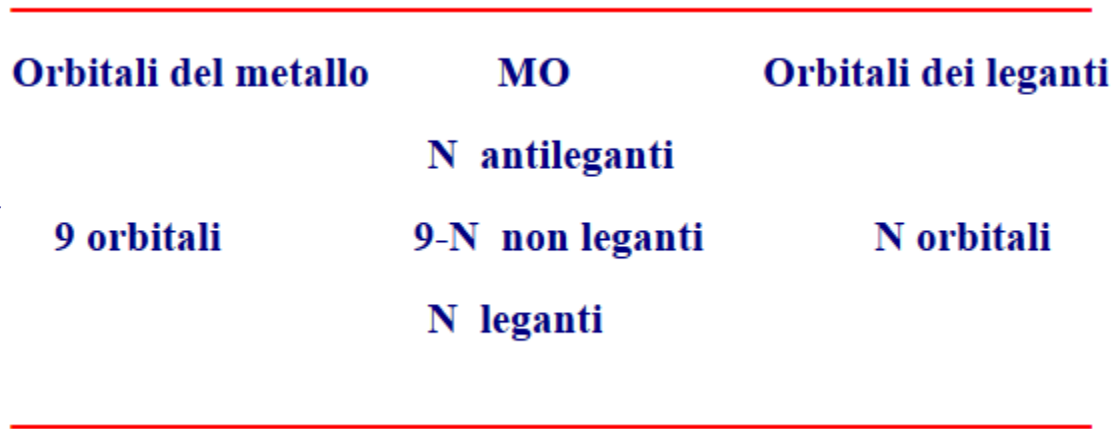 Orbitali del metallo MO Orbitali dei leganti
N antileganti
9 orbitali 9-N non leganti N orbitali
N leganti